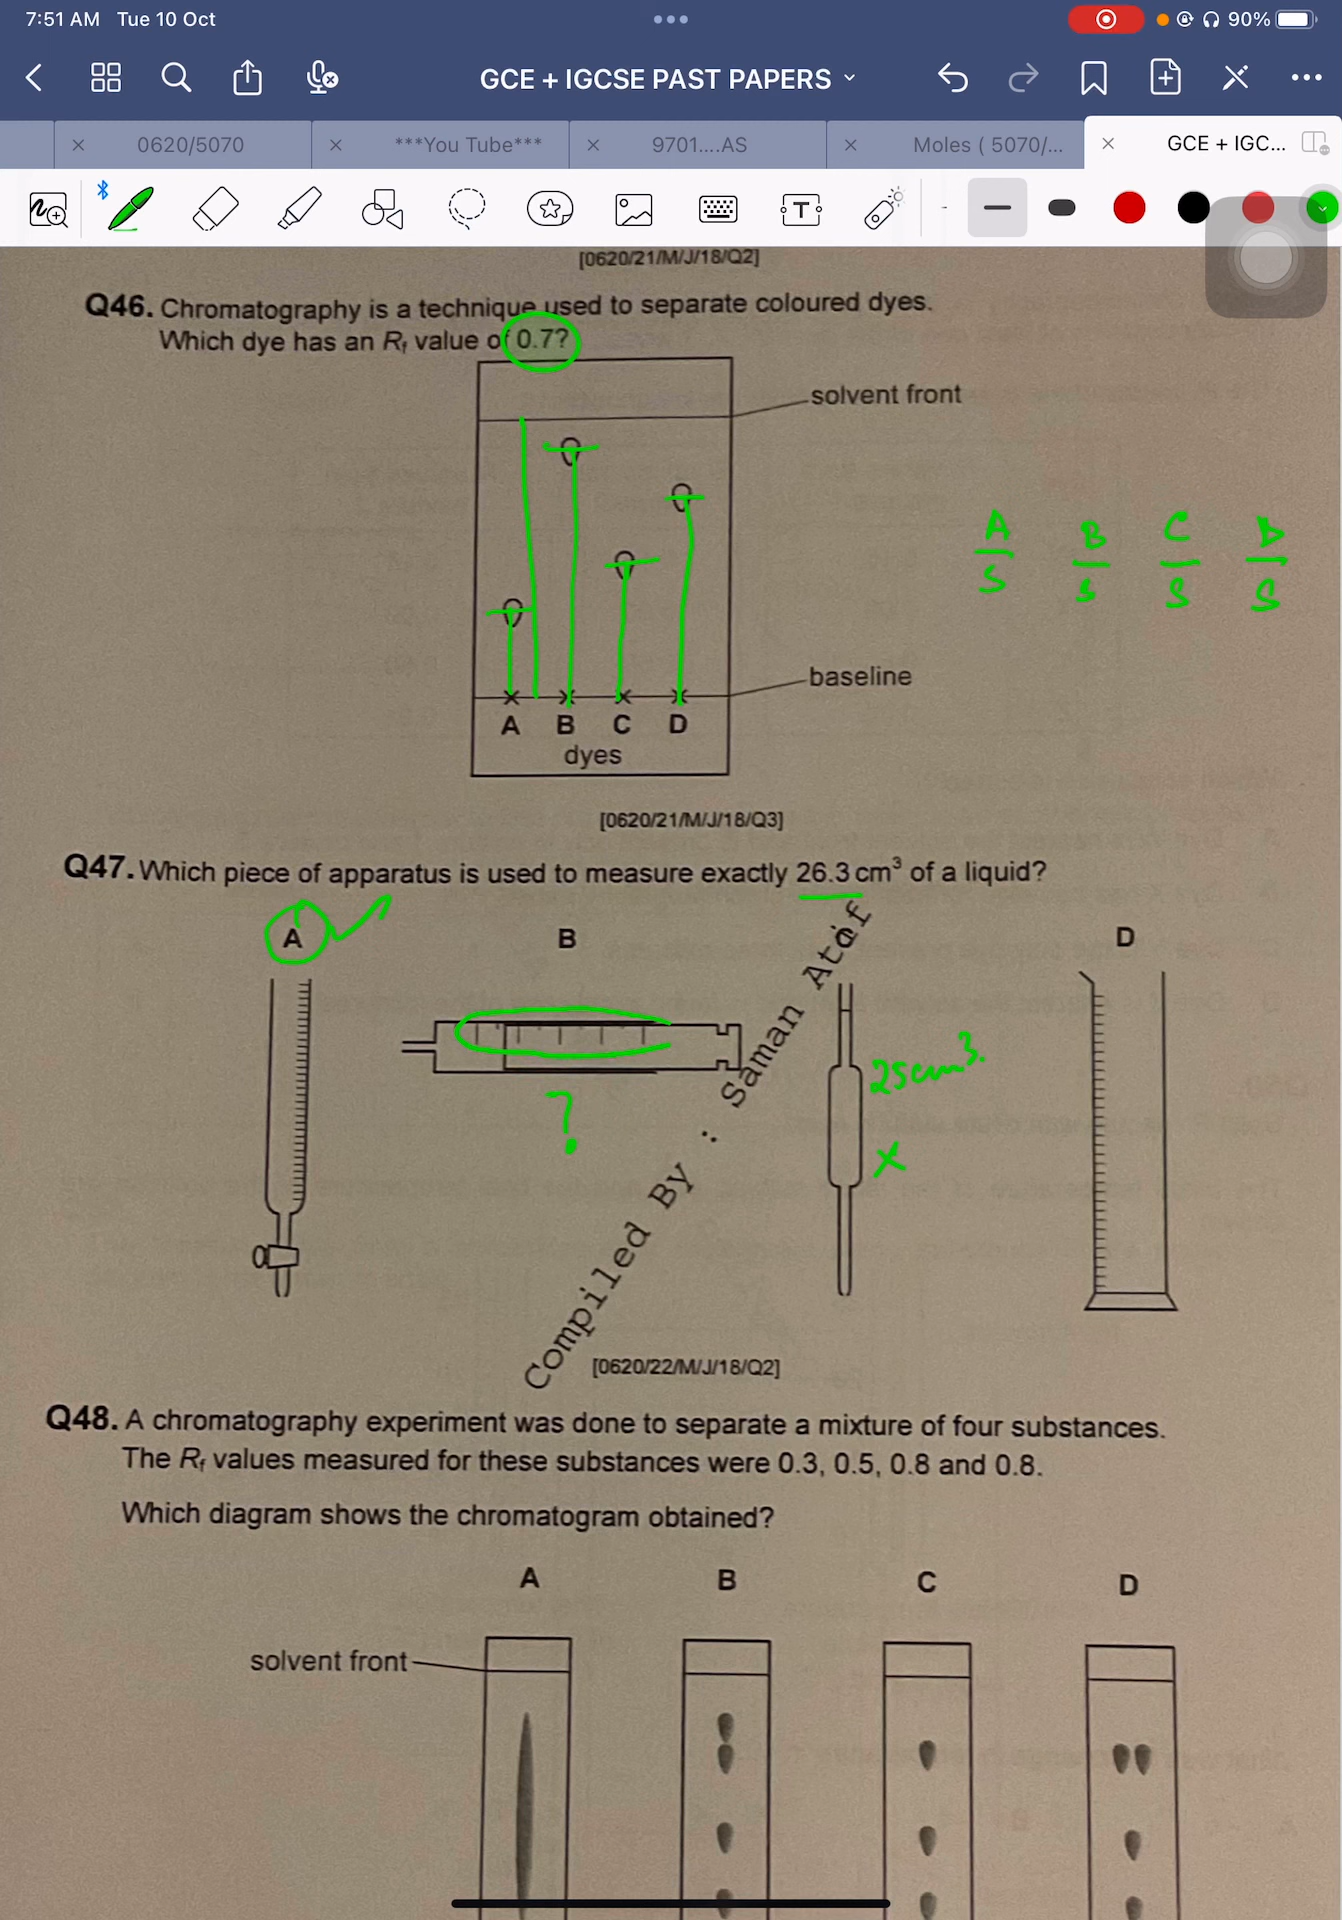 7:51 AM Tue 10 Oct
90%
GCE + IGCSE PAST PAPERS
0620/5070
***You Tube***
9701....AS
Moles ( 5070/...
GCE + IGC...
T
[0620/21/M/J/18/Q2]
Q46. Chromatography is a technique used to separate coloured dyes.
Which dye has an Rf value of 0.7?
solvent front
A B C D
S S S S
baseline
A B C D
dyes
[0620/21/M/J/18/Q3]
Q47. Which piece of apparatus is used to measure exactly 26.3 cm³ of a liquid?
A B D
25cm³.
?
Compiled By : Saman Atif
[0620/22/M/J/18/Q2]
Q48. A chromatography experiment was done to separate a mixture of four substances.
The Rf values measured for these substances were 0.3, 0.5, 0.8 and 0.8.
Which diagram shows the chromatogram obtained?
A B C D
solvent front